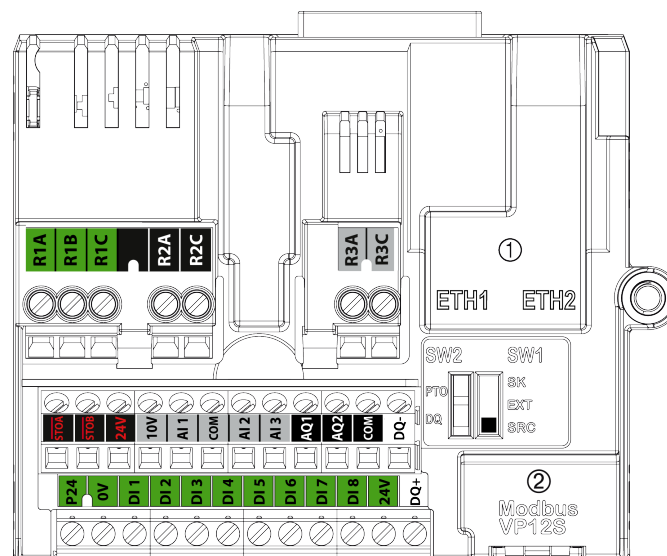 R1A R1B R1C R2A R2C R3A R3C
①
ETH1 ETH2
SW2 SW1
PTO SK
EXT
DQ SRC
STOA STOB 24V 10V AI1 COM AI2 AI3 AQ1 AQ2 COM DQ-
P24 0V DI1 DI2 DI3 DI4 DI5 DI6 DI7 DI8 24V DQ+
②
Modbus
VP12S